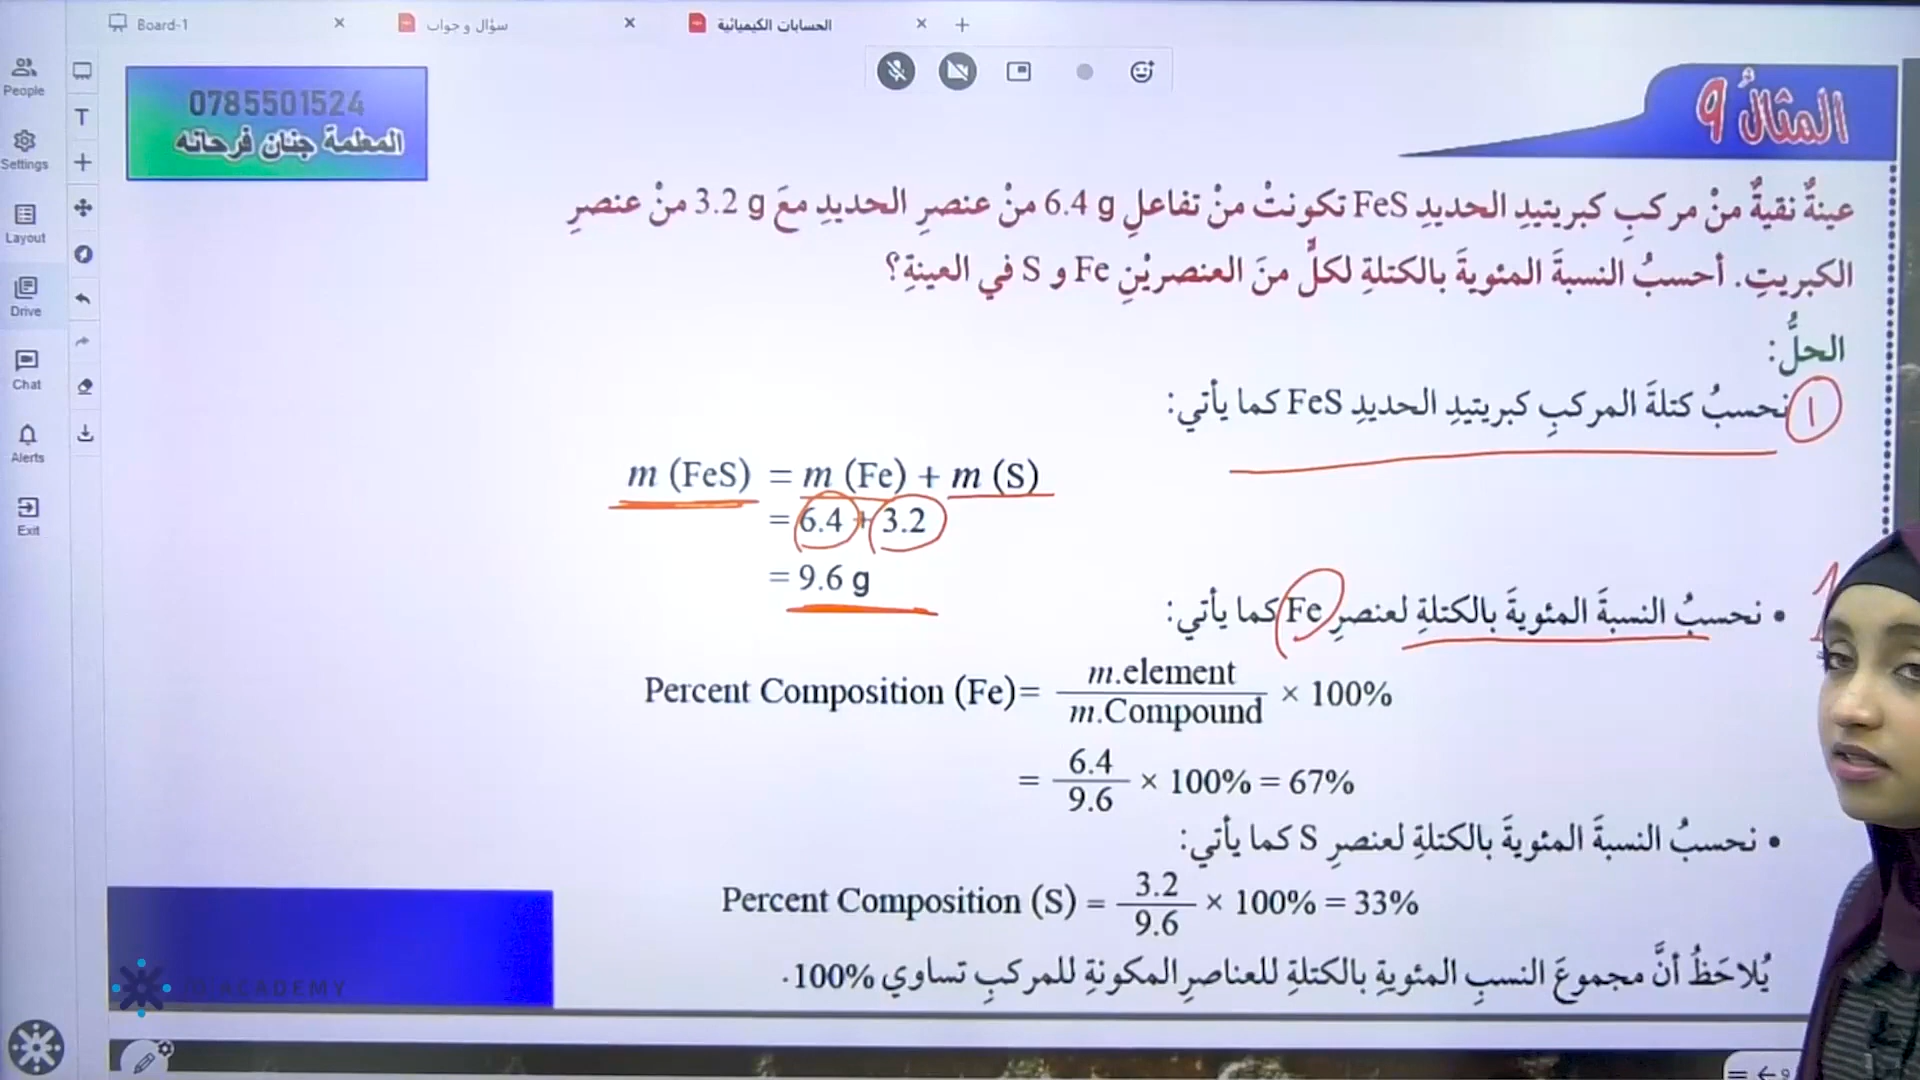 Board-1
سؤال و جواب
الحسابات الكيميائية
People
Settings
Layout
Drive
Chat
Alerts
Exit
T
0785501524
المعلمة جنان فرحانه
المثالُ ٩
عينةٌ نقيةٌ منْ مركبِ كبريتيدِ الحديدِ FeS تكونتْ منْ تفاعلِ 6.4 g منْ عنصرِ الحديدِ معَ 3.2 g منْ عنصرِ
الكبريتِ. أحسبُ النسبةَ المئويةَ بالكتلةِ لكلٍّ منَ العنصريْنِ Fe و S في العينةِ؟
الحلُّ:
١ نحسبُ كتلةَ المركبِ كبريتيدِ الحديدِ FeS كما يأتي:
m (FeS) = m (Fe) + m (S)
= 6.4 + 3.2
= 9.6 g
• نحسبُ النسبةَ المئويةَ بالكتلةِ لعنصرِ Fe كما يأتي:
Percent Composition (Fe)= m.element / m.Compound × 100%
= 6.4 / 9.6 × 100% = 67%
• نحسبُ النسبةَ المئويةَ بالكتلةِ لعنصرِ S كما يأتي:
Percent Composition (S) = 3.2 / 9.6 × 100% = 33%
يُلاحَظُ أنَّ مجموعَ النسبِ المئويةِ بالكتلةِ للعناصرِ المكونةِ للمركبِ تساوي 100%.
ACADEMY